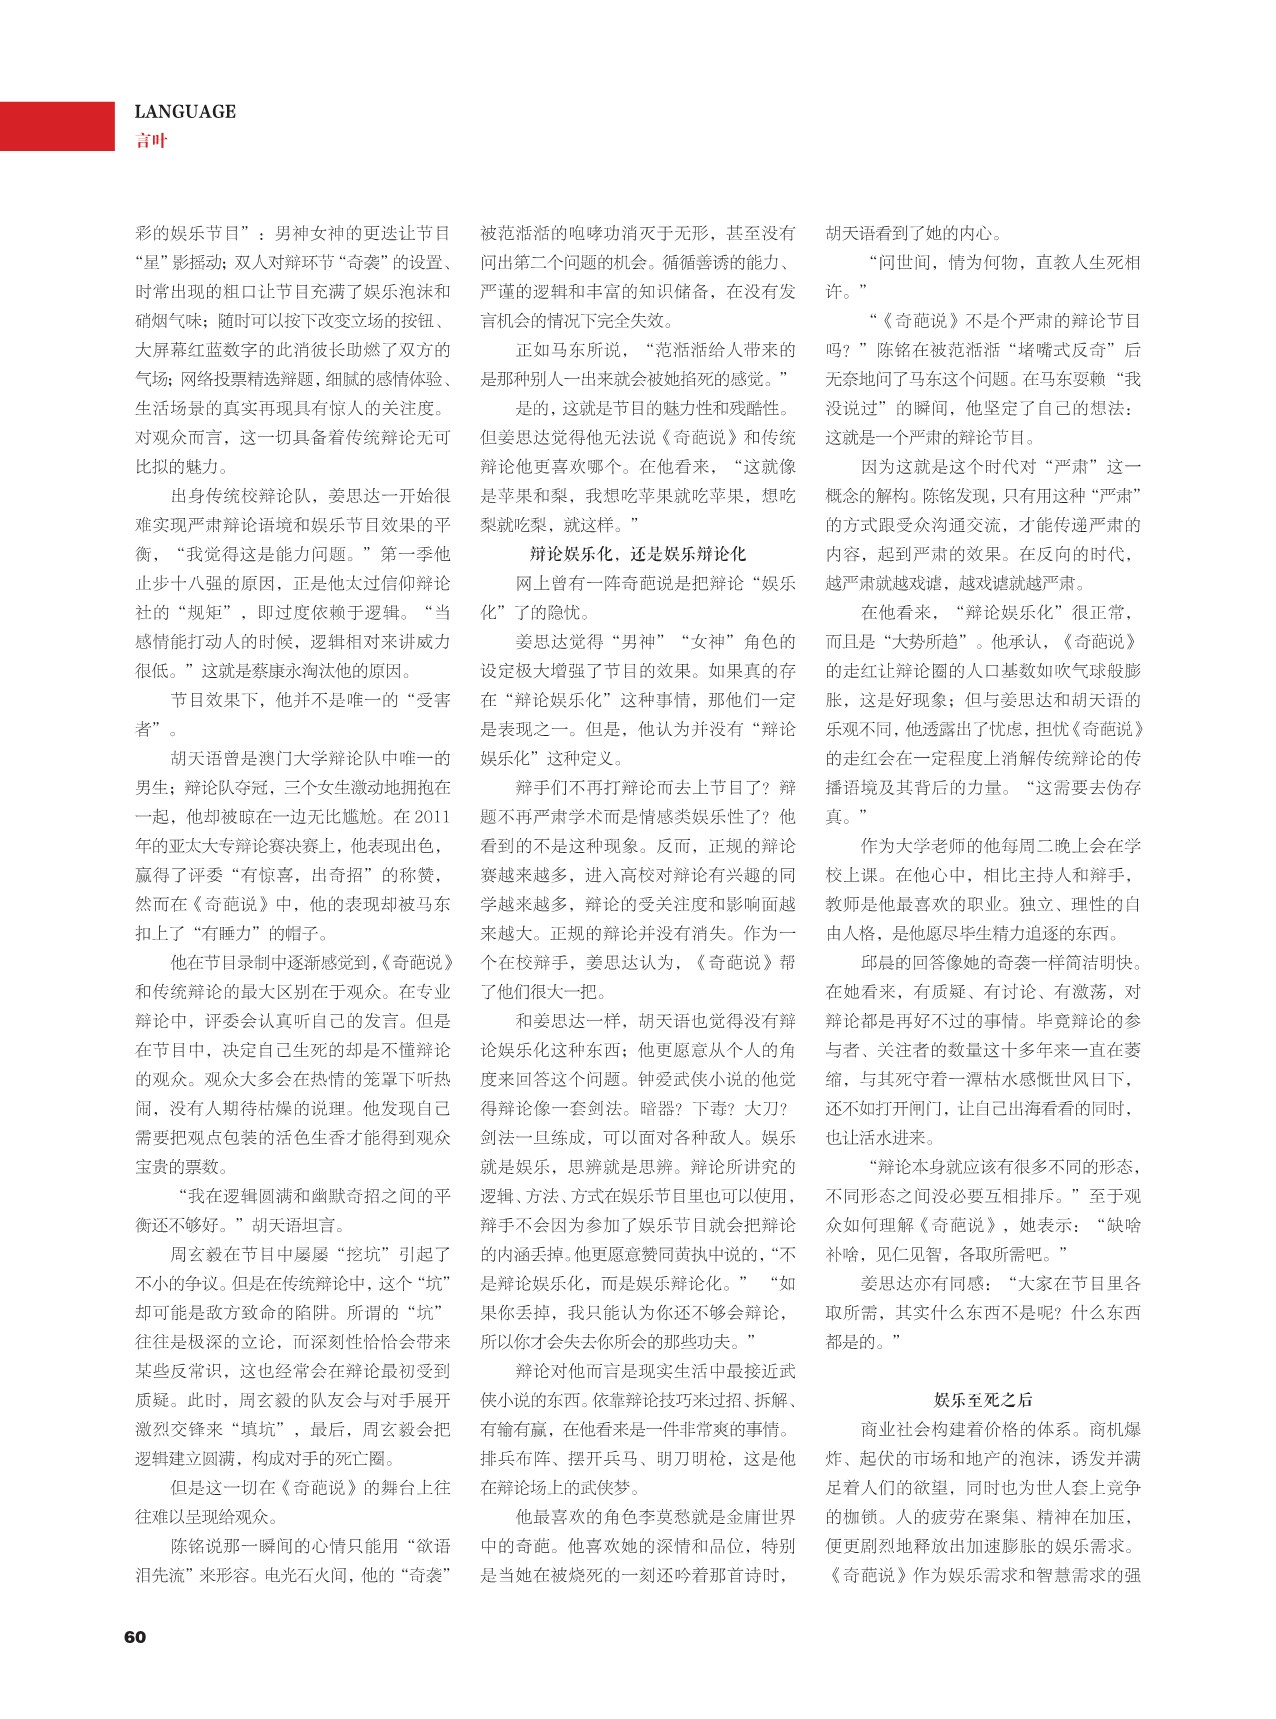 LANGUAGE
言叶
彩的娱乐节目”：男神女神的更迭让节目
“星”影摇动；双人对辩环节“奇袭”的设置、
时常出现的粗口让节目充满了娱乐泡沫和
硝烟气味；随时可以按下改变立场的按钮、
大屏幕红蓝数字的此消彼长助燃了双方的
气场；网络投票精选辩题，细腻的感情体验、
生活场景的真实再现具有惊人的关注度。
对观众而言，这一切具备着传统辩论无可
比拟的魅力。
出身传统校辩论队，姜思达一开始很
难实现严肃辩论语境和娱乐节目效果的平
衡，“我觉得这是能力问题。”第一季他
止步十八强的原因，正是他太过信仰辩论
社的“规矩”，即过度依赖于逻辑。“当
感情能打动人的时候，逻辑相对来讲威力
很低。”这就是蔡康永淘汰他的原因。
节目效果下，他并不是唯一的“受害
者”。
胡天语曾是澳门大学辩论队中唯一的
男生；辩论队夺冠，三个女生激动地拥抱在
一起，他却被晾在一边无比尴尬。在 2011
年的亚太大专辩论赛决赛上，他表现出色，
赢得了评委“有惊喜，出奇招”的称赞，
然而在《奇葩说》中，他的表现却被马东
扣上了“有睡力”的帽子。
他在节目录制中逐渐感觉到，《奇葩说》
和传统辩论的最大区别在于观众。在专业
辩论中，评委会认真听自己的发言。但是
在节目中，决定自己生死的却是不懂辩论
的观众。观众大多会在热情的笼罩下听热
闹，没有人期待枯燥的说理。他发现自己
需要把观点包装的活色生香才能得到观众
宝贵的票数。
“我在逻辑圆满和幽默奇招之间的平
衡还不够好。”胡天语坦言。
周玄毅在节目中屡屡“挖坑”引起了
不小的争议。但是在传统辩论中，这个“坑”
却可能是敌方致命的陷阱。所谓的“坑”
往往是极深的立论，而深刻性恰恰会带来
某些反常识，这也经常会在辩论最初受到
质疑。此时，周玄毅的队友会与对手展开
激烈交锋来“填坑”，最后，周玄毅会把
逻辑建立圆满，构成对手的死亡圈。
但是这一切在《奇葩说》的舞台上往
往难以呈现给观众。
陈铭说那一瞬间的心情只能用“欲语
泪先流”来形容。电光石火间，他的“奇袭”
被范湉湉的咆哮功消灭于无形，甚至没有
问出第二个问题的机会。循循善诱的能力、
严谨的逻辑和丰富的知识储备，在没有发
言机会的情况下完全失效。
正如马东所说，“范湉湉给人带来的
是那种别人一出来就会被她掐死的感觉。”
是的，这就是节目的魅力性和残酷性。
但姜思达觉得他无法说《奇葩说》和传统
辩论他更喜欢哪个。在他看来，“这就像
是苹果和梨，我想吃苹果就吃苹果，想吃
梨就吃梨，就这样。”
辩论娱乐化，还是娱乐辩论化
网上曾有一阵奇葩说是把辩论“娱乐
化”了的隐忧。
姜思达觉得“男神”“女神”角色的
设定极大增强了节目的效果。如果真的存
在“辩论娱乐化”这种事情，那他们一定
是表现之一。但是，他认为并没有“辩论
娱乐化”这种定义。
辩手们不再打辩论而去上节目了？辩
题不再严肃学术而是情感类娱乐性了？他
看到的不是这种现象。反而，正规的辩论
赛越来越多，进入高校对辩论有兴趣的同
学越来越多，辩论的受关注度和影响面越
来越大。正规的辩论并没有消失。作为一
个在校辩手，姜思达认为，《奇葩说》帮
了他们很大一把。
和姜思达一样，胡天语也觉得没有辩
论娱乐化这种东西；他更愿意从个人的角
度来回答这个问题。钟爱武侠小说的他觉
得辩论像一套剑法。暗器？下毒？大刀？
剑法一旦练成，可以面对各种敌人。娱乐
就是娱乐，思辨就是思辨。辩论所讲究的
逻辑、方法、方式在娱乐节目里也可以使用，
辩手不会因为参加了娱乐节目就会把辩论
的内涵丢掉。他更愿意赞同黄执中说的，“不
是辩论娱乐化，而是娱乐辩论化。”“如
果你丢掉，我只能认为你还不够会辩论，
所以你才会失去你所会的那些功夫。”
辩论对他而言是现实生活中最接近武
侠小说的东西。依靠辩论技巧来过招、拆解、
有输有赢，在他看来是一件非常爽的事情。
排兵布阵、摆开兵马、明刀明枪，这是他
在辩论场上的武侠梦。
他最喜欢的角色李莫愁就是金庸世界
中的奇葩。他喜欢她的深情和品位，特别
是当她在被烧死的一刻还吟着那首诗时，
胡天语看到了她的内心。
“问世间，情为何物，直教人生死相
许。”
“《奇葩说》不是个严肃的辩论节目
吗？”陈铭在被范湉湉“堵嘴式反奇”后
无奈地问了马东这个问题。在马东耍赖“我
没说过”的瞬间，他坚定了自己的想法：
这就是一个严肃的辩论节目。
因为这就是这个时代对“严肃”这一
概念的解构。陈铭发现，只有用这种“严肃”
的方式跟受众沟通交流，才能传递严肃的
内容，起到严肃的效果。在反向的时代，
越严肃就越戏谑，越戏谑就越严肃。
在他看来，“辩论娱乐化”很正常，
而且是“大势所趋”。他承认，《奇葩说》
的走红让辩论圈的人口基数如吹气球般膨
胀，这是好现象；但与姜思达和胡天语的
乐观不同，他透露出了忧虑，担忧《奇葩说》
的走红会在一定程度上消解传统辩论的传
播语境及其背后的力量。“这需要去伪存
真。”
作为大学老师的他每周二晚上会在学
校上课。在他心中，相比主持人和辩手，
教师是他最喜欢的职业。独立、理性的自
由人格，是他愿尽毕生精力追逐的东西。
邱晨的回答像她的奇袭一样简洁明快。
在她看来，有质疑、有讨论、有激荡，对
辩论都是再好不过的事情。毕竟辩论的参
与者、关注者的数量这十多年来一直在萎
缩，与其死守着一潭枯水感慨世风日下，
还不如打开闸门，让自己出海看看的同时，
也让活水进来。
“辩论本身就应该有很多不同的形态，
不同形态之间没必要互相排斥。”至于观
众如何理解《奇葩说》，她表示：“缺啥
补啥，见仁见智，各取所需吧。”
姜思达亦有同感：“大家在节目里各
取所需，其实什么东西不是呢？什么东西
都是的。”
娱乐至死之后
商业社会构建着价格的体系。商机爆
炸、起伏的市场和地产的泡沫，诱发并满
足着人们的欲望，同时也为世人套上竞争
的枷锁。人的疲劳在聚集、精神在加压，
便更剧烈地释放出加速膨胀的娱乐需求。
《奇葩说》作为娱乐需求和智慧需求的强
60